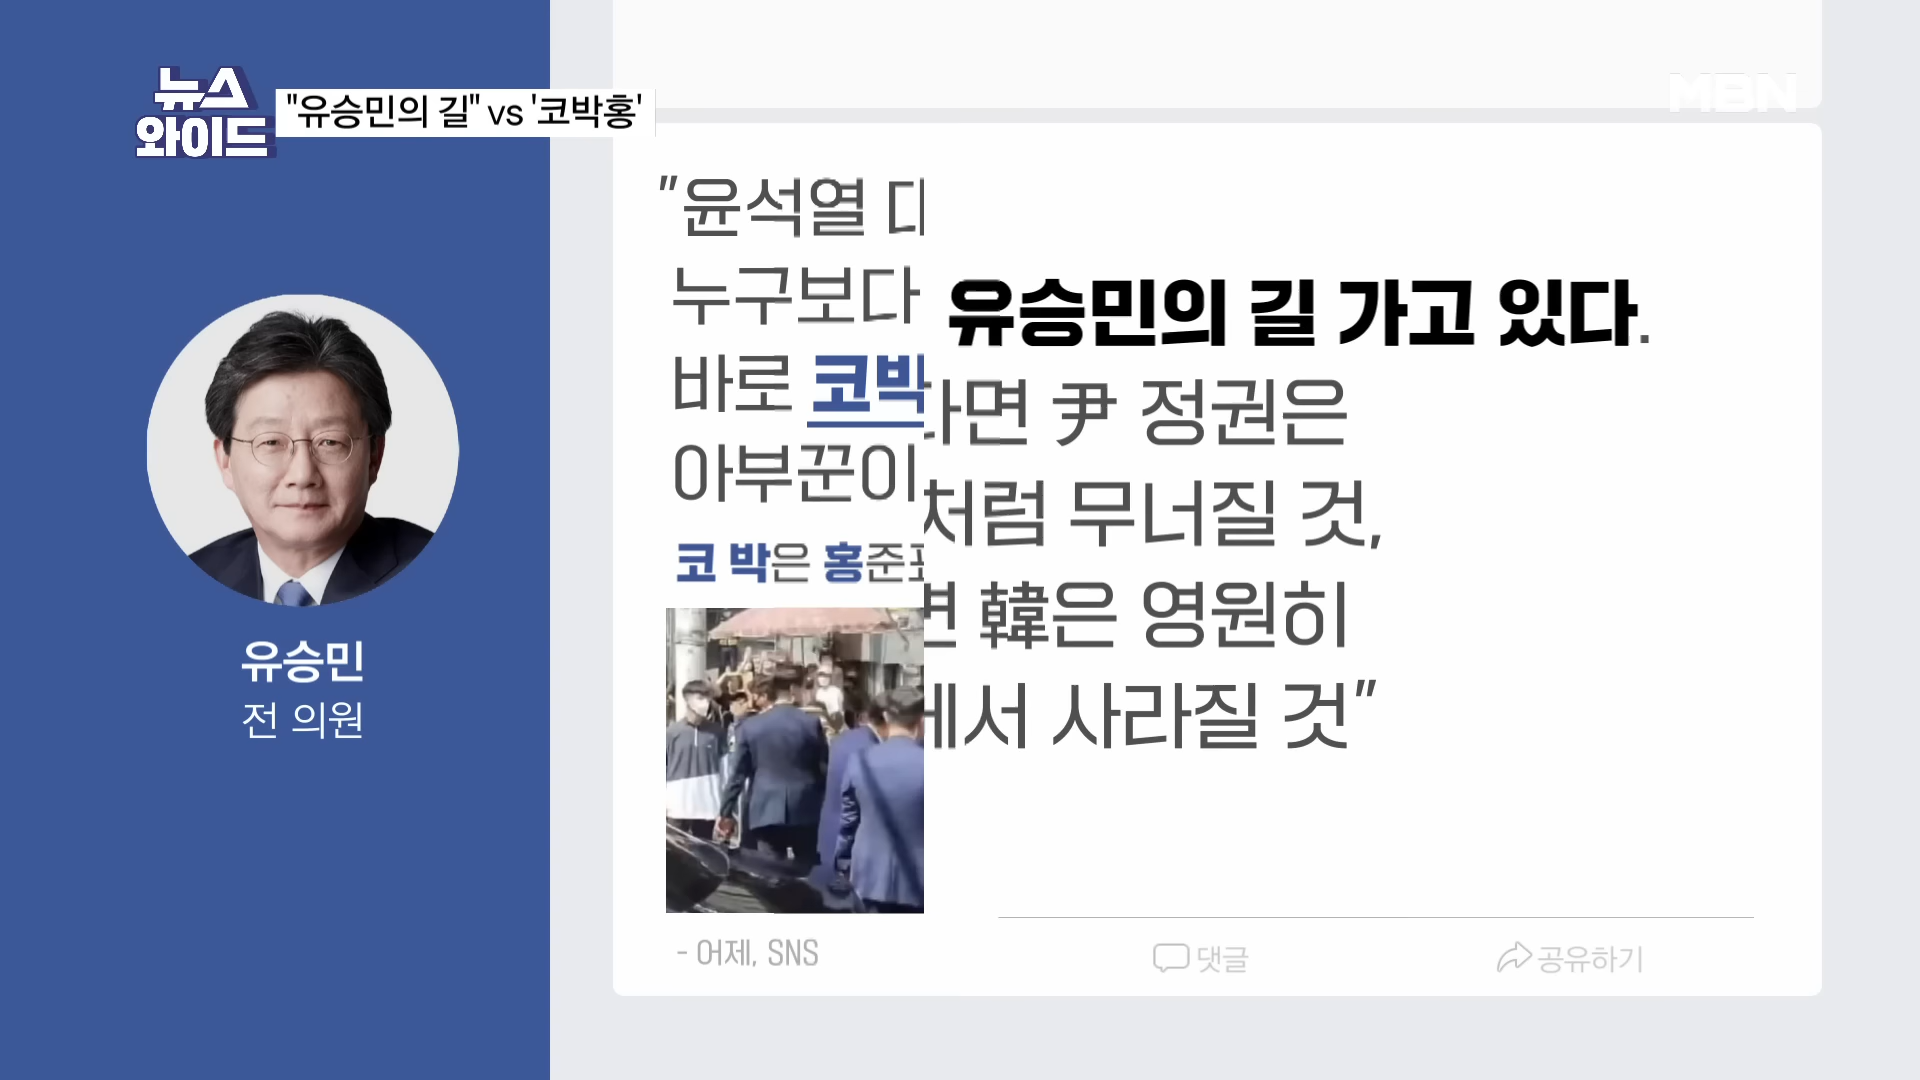 뉴스
와이드
"유승민의 길" vs '코박홍'
MBN
"윤석열
누구보다
바로 코박
아부꾼이
코 박은 홍준
- 어제, SNS
유승민의 길 가고 있다.
라면 尹 정권은
처럼 무너질 것,
면 韓은 영원히
에서 사라질 것"
댓글
공유하기
유승민
전 의원